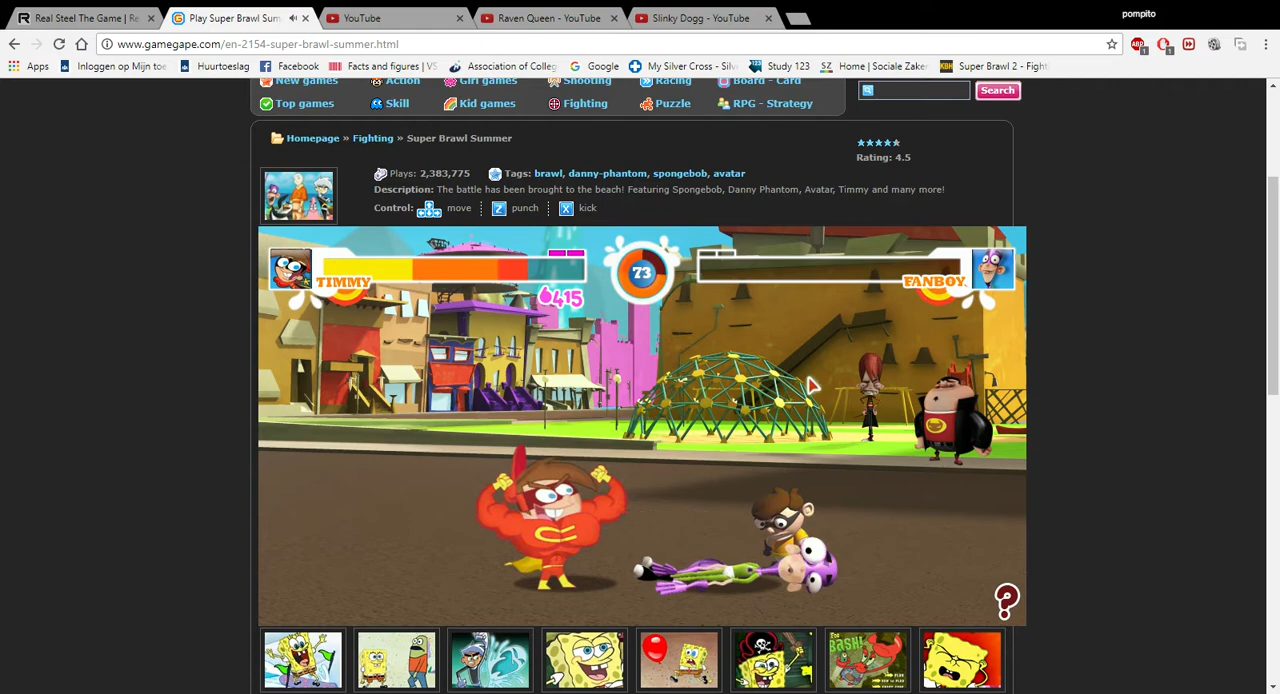 pompito
Real Steel The Game | Re
Play Super Brawl Sum
YouTube
Raven Queen - YouTube
Slinky Dogg - YouTube
www.gamegape.com/en-2154-super-brawl-summer.html
Apps
Inloggen op Mijn toe
Huurtoeslag
Facebook
Facts and figures | VS
Association of Colleg
Google
My Silver Cross - Silv
Study 123
Home | Sociale Zaken
Super Brawl 2 - Fight
New games
Action
Girl games
Shooting
Racing
Board - Card
Top games
Skill
Kid games
Fighting
Puzzle
RPG - Strategy
Search
Homepage » Fighting » Super Brawl Summer
Rating: 4.5
Plays: 2,383,775
Tags: brawl, danny-phantom, spongebob, avatar
Description: The battle has been brought to the beach! Featuring Spongebob, Danny Phantom, Avatar, Timmy and many more!
Control: move Z punch X kick
TIMMY
73
FANBOY
415
?
BASH!